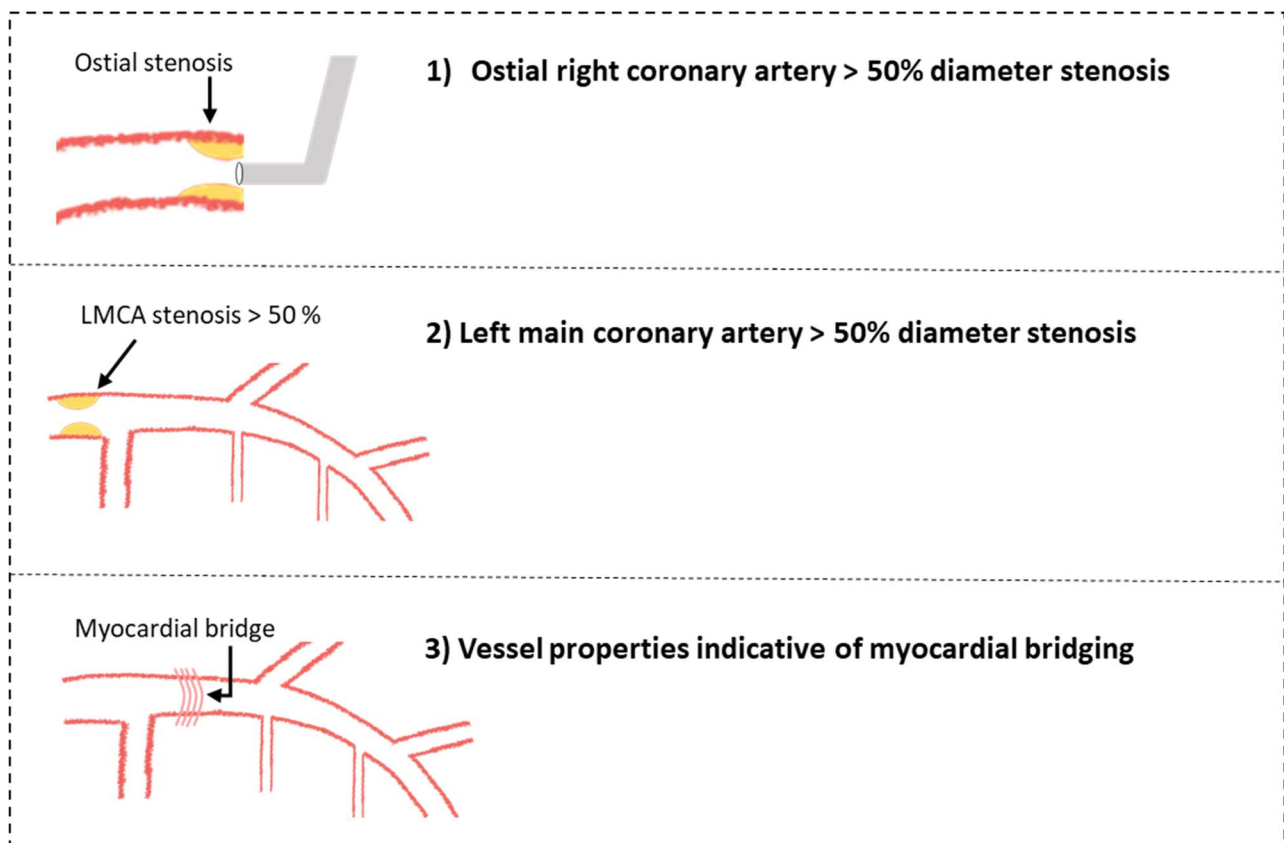 Ostial stenosis
1) Ostial right coronary artery > 50% diameter stenosis
LMCA stenosis > 50 %
2) Left main coronary artery > 50% diameter stenosis
Myocardial bridge
3) Vessel properties indicative of myocardial bridging